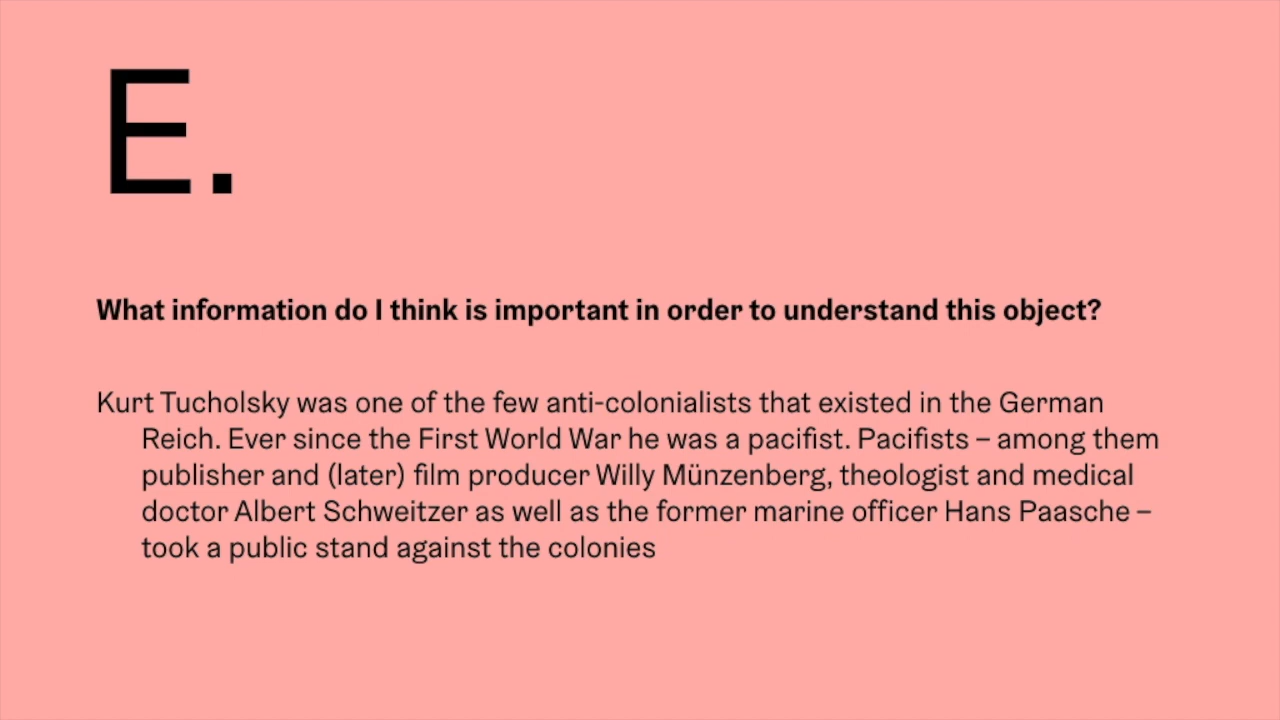 E.
What information do I think is important in order to understand this object?
Kurt Tucholsky was one of the few anti-colonialists that existed in the German
Reich. Ever since the First World War he was a pacifist. Pacifists – among them
publisher and (later) film producer Willy Münzenberg, theologist and medical
doctor Albert Schweitzer as well as the former marine officer Hans Paasche –
took a public stand against the colonies